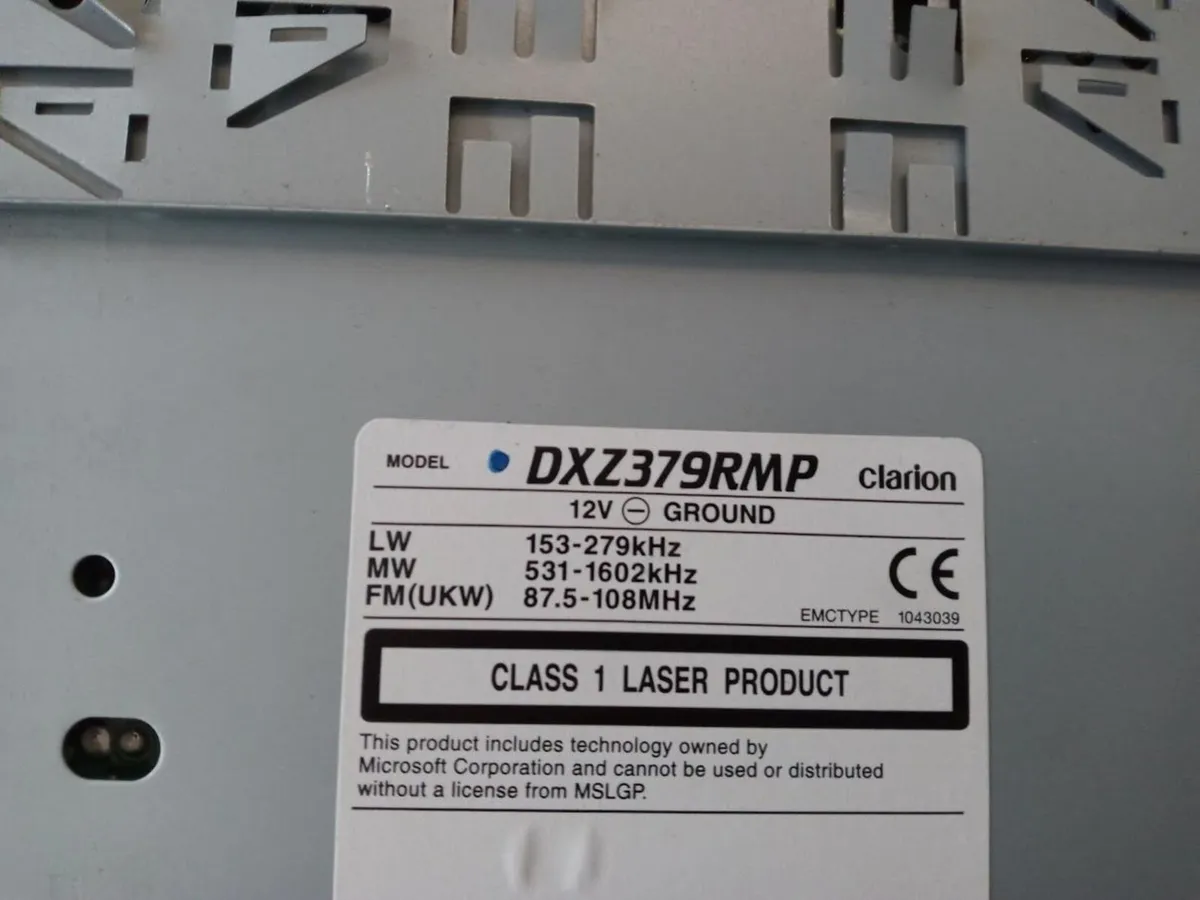 MODEL DXZ379RMP clarion
12V ⊖ GROUND
LW 153-279kHz
MW 531-1602kHz
FM(UKW) 87.5-108MHz
CE
EMCTYPE 1043039
CLASS 1 LASER PRODUCT
This product includes technology owned by
Microsoft Corporation and cannot be used or distributed
without a license from MSLGP.